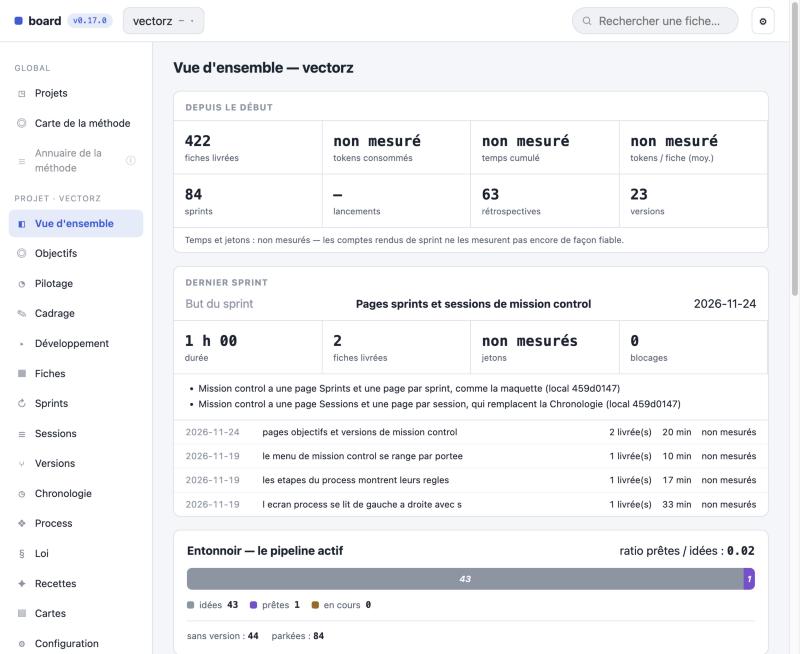 board v0.17.0 vectorz – · Rechercher une fiche…
GLOBAL
Projets
Carte de la méthode
Annuaire de la
méthode
PROJET · VECTORZ
Vue d'ensemble
Objectifs
Pilotage
Cadrage
Développement
Fiches
Sprints
Sessions
Versions
Chronologie
Process
§ Loi
Recettes
Cartes
Configuration
Vue d'ensemble — vectorz
DEPUIS LE DÉBUT
422 non mesuré non mesuré non mesuré
fiches livrées tokens consommés temps cumulé tokens / fiche (moy.)
84 — 63 23
sprints lancements rétrospectives versions
Temps et jetons : non mesurés — les comptes rendus de sprint ne les mesurent pas encore de façon fiable.
DERNIER SPRINT
But du sprint Pages sprints et sessions de mission control 2026-11-24
1 h 00 2 non mesurés 0
durée fiches livrées jetons blocages
• Mission control a une page Sprints et une page par sprint, comme la maquette (local 459d0147)
• Mission control a une page Sessions et une page par session, qui remplacent la Chronologie (local 459d0147)
2026-11-24 pages objectifs et versions de mission control 2 livrée(s) 20 min non mesurés
2026-11-19 le menu de mission control se range par portee 1 livrée(s) 10 min non mesurés
2026-11-19 les etapes du process montrent leurs regles 1 livrée(s) 17 min non mesurés
2026-11-19 l ecran process se lit de gauche a droite avec s 1 livrée(s) 33 min non mesurés
Entonnoir — le pipeline actif ratio prêtes / idées : 0.02
43 1
idées 43 prêtes 1 en cours 0
sans version : 44 parkées : 84